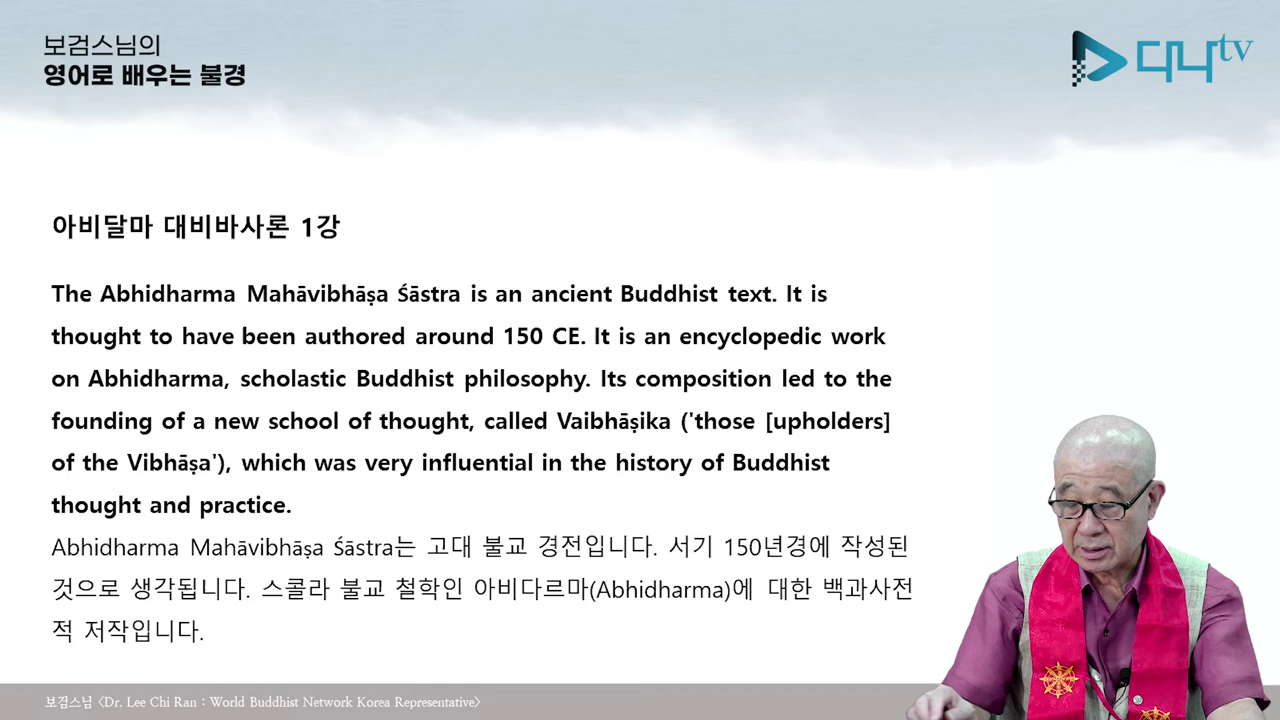 보검스님의
영어로 배우는 불경
다나tv
아비달마 대비바사론 1강
The Abhidharma Mahāvibhāṣa Śāstra is an ancient Buddhist text. It is
thought to have been authored around 150 CE. It is an encyclopedic work
on Abhidharma, scholastic Buddhist philosophy. Its composition led to the
founding of a new school of thought, called Vaibhāṣika ('those [upholders]
of the Vibhāṣa'), which was very influential in the history of Buddhist
thought and practice.
Abhidharma Mahāvibhāṣa Śāstra는 고대 불교 경전입니다. 서기 150년경에 작성된
것으로 생각됩니다. 스콜라 불교 철학인 아비다르마(Abhidharma)에 대한 백과사전
적 저작입니다.
보검스님 <Dr. Lee Chi Ran : World Buddhist Network Korea Representative>